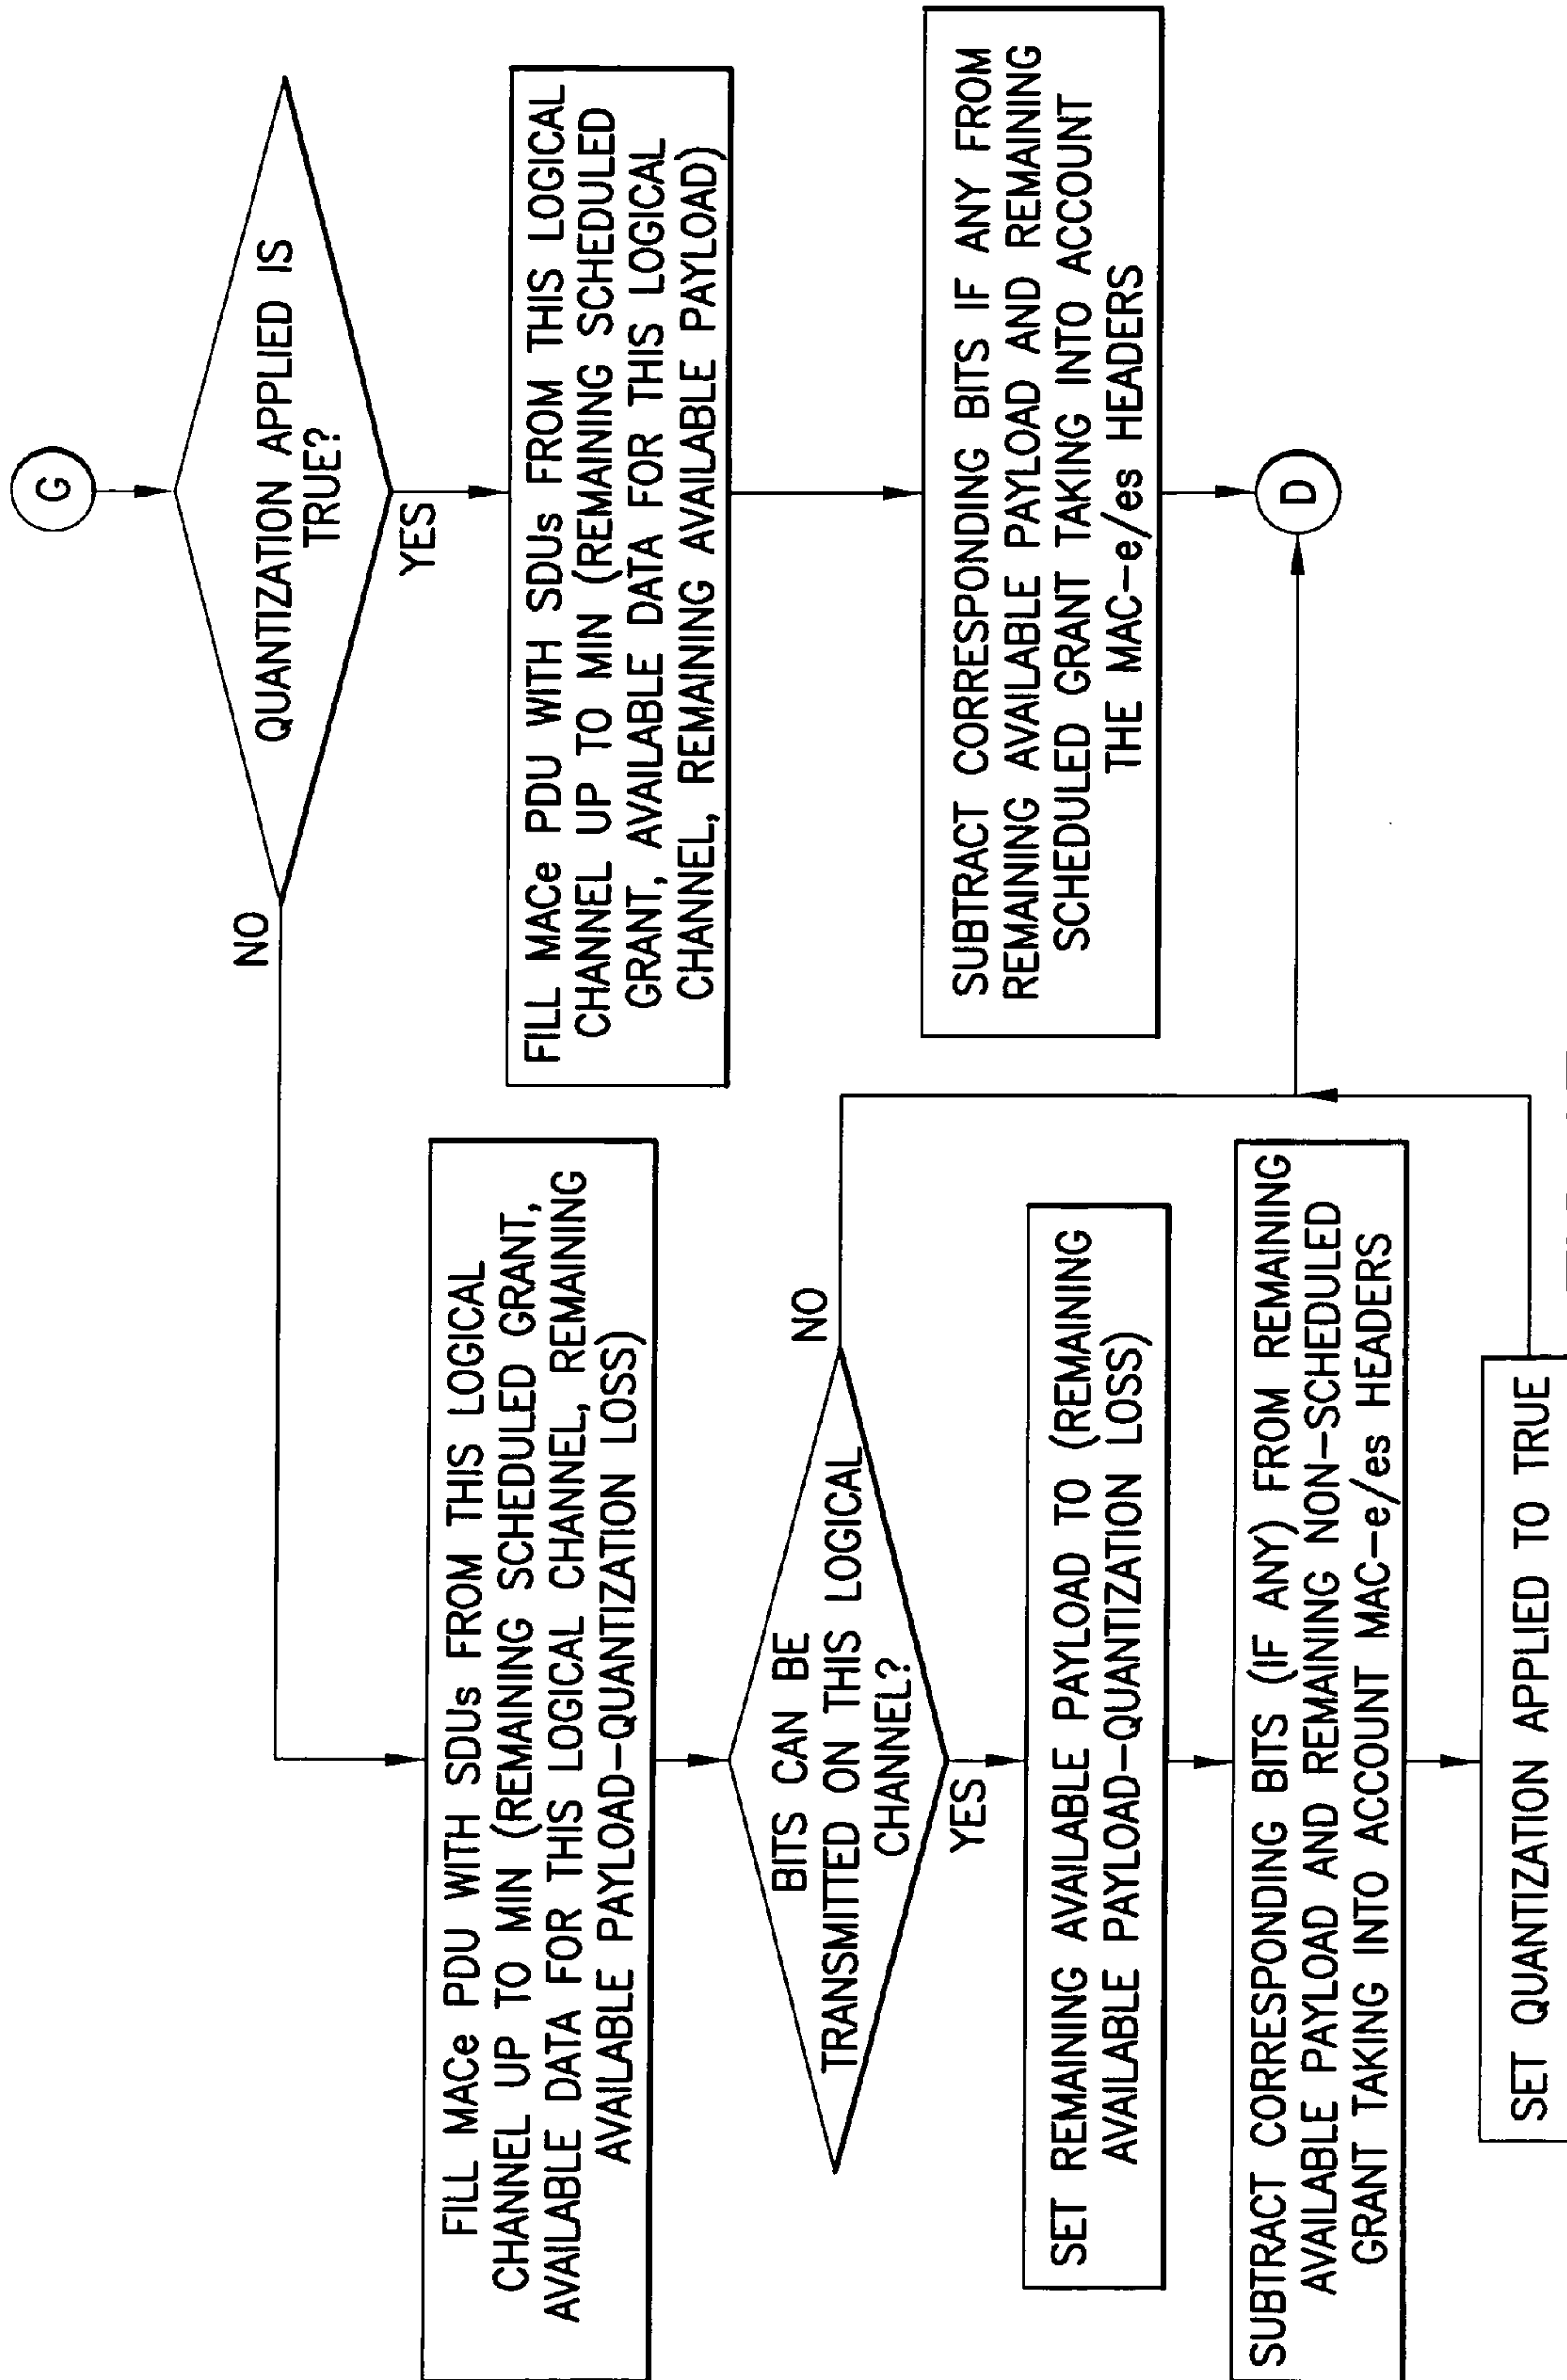 G
QUANTIZATION APPLIED IS
TRUE?
NO
YES
FILL MACe PDU WITH SDUs FROM THIS LOGICAL
CHANNEL UP TO MIN (REMAINING SCHEDULED
GRANT, AVAILABLE DATA FOR THIS LOGICAL
CHANNEL, REMAINING AVAILABLE PAYLOAD)
SUBTRACT CORRESPONDING BITS IF ANY FROM
REMAINING AVAILABLE PAYLOAD AND REMAINING
SCHEDULED GRANT TAKING INTO ACCOUNT
THE MAC-e/es HEADERS
D
FILL MACe PDU WITH SDUs FROM THIS LOGICAL
CHANNEL UP TO MIN (REMAINING SCHEDULED GRANT,
AVAILABLE DATA FOR THIS LOGICAL CHANNEL, REMAINING
AVAILABLE PAYLOAD-QUANTIZATION LOSS)
BITS CAN BE
TRANSMITTED ON THIS LOGICAL
CHANNEL?
NO
YES
SET REMAINING AVAILABLE PAYLOAD TO (REMAINING
AVAILABLE PAYLOAD-QUANTIZATION LOSS)
SUBTRACT CORRESPONDING BITS (IF ANY) FROM REMAINING
AVAILABLE PAYLOAD AND REMAINING NON-SCHEDULED
GRANT TAKING INTO ACCOUNT MAC-e/es HEADERS
SET QUANTIZATION APPLIED TO TRUE